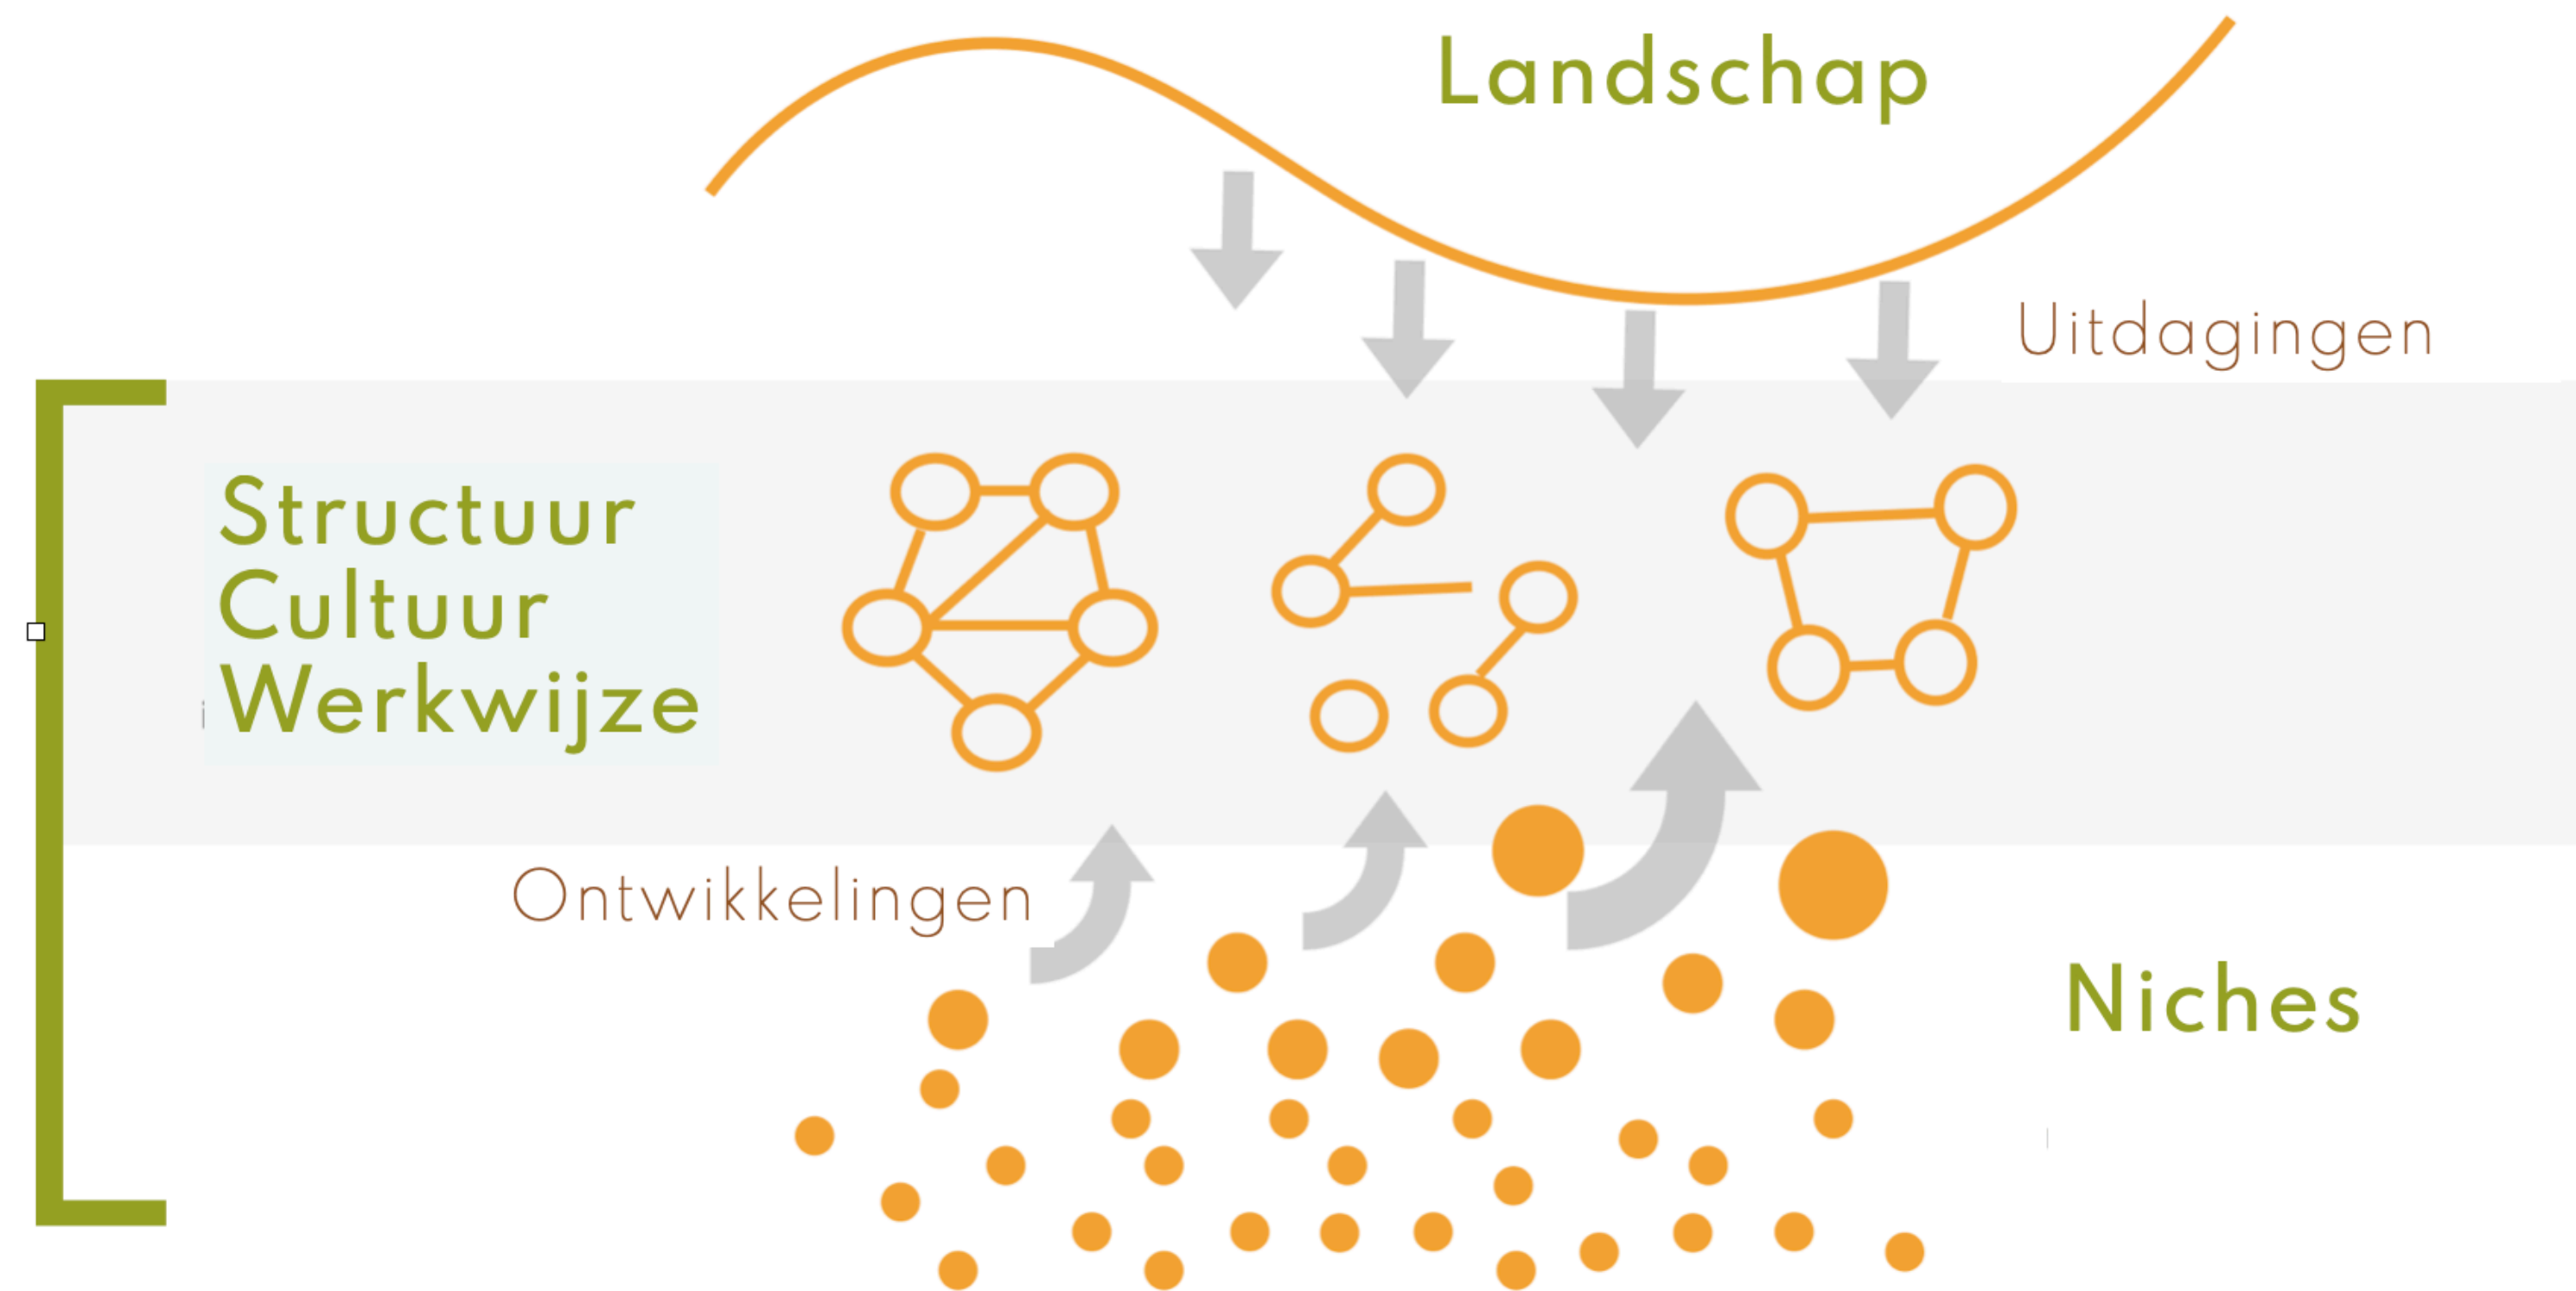 Landschap
Uitdagingen
Structuur
Cultuur
Werkwijze
Ontwikkelingen
Niches